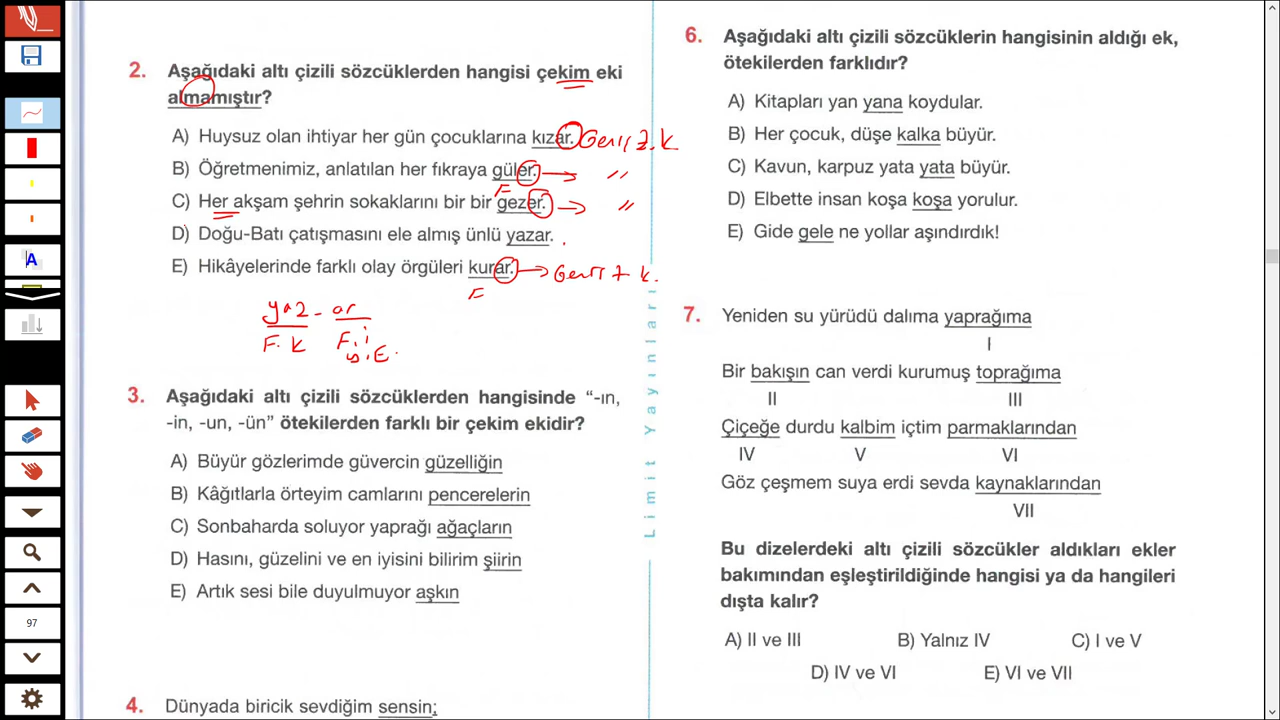 2. Aşağıdaki altı çizili sözcüklerden hangisi çekim eki
almamıştır?
A) Huysuz olan ihtiyar her gün çocuklarına kızar. Geniş z. k
B) Öğretmenimiz, anlatılan her fıkraya güler. → "
F
C) Her akşam şehrin sokaklarını bir bir gezer. → "
D) Doğu-Batı çatışmasını ele almış ünlü yazar.
E) Hikâyelerinde farklı olay örgüleri kurar. → Geniş z k.
F
yaz - ar
F. k F. i
y. E.
3. Aşağıdaki altı çizili sözcüklerden hangisinde “-ın,
-in, -un, -ün” ötekilerden farklı bir çekim ekidir?
A) Büyür gözlerimde güvercin güzelliğin
B) Kâğıtlarla örteyim camlarını pencerelerin
C) Sonbaharda soluyor yaprağı ağaçların
D) Hasını, güzelini ve en iyisini bilirim şiirin
E) Artık sesi bile duyulmuyor aşkın
4. Dünyada biricik sevdiğim sensin;
Limit Yayınları
6. Aşağıdaki altı çizili sözcüklerin hangisinin aldığı ek,
ötekilerden farklıdır?
A) Kitapları yan yana koydular.
B) Her çocuk, düşe kalka büyür.
C) Kavun, karpuz yata yata büyür.
D) Elbette insan koşa koşa yorulur.
E) Gide gele ne yollar aşındırdık!
7. Yeniden su yürüdü dalıma yaprağıma
I
Bir bakışın can verdi kurumuş toprağıma
II III
Çiçeğe durdu kalbim içtim parmaklarından
IV V VI
Göz çeşmem suya erdi sevda kaynaklarından
VII
Bu dizelerdeki altı çizili sözcükler aldıkları ekler
bakımından eşleştirildiğinde hangisi ya da hangileri
dışta kalır?
A) II ve III B) Yalnız IV C) I ve V
D) IV ve VI E) VI ve VII
A
97